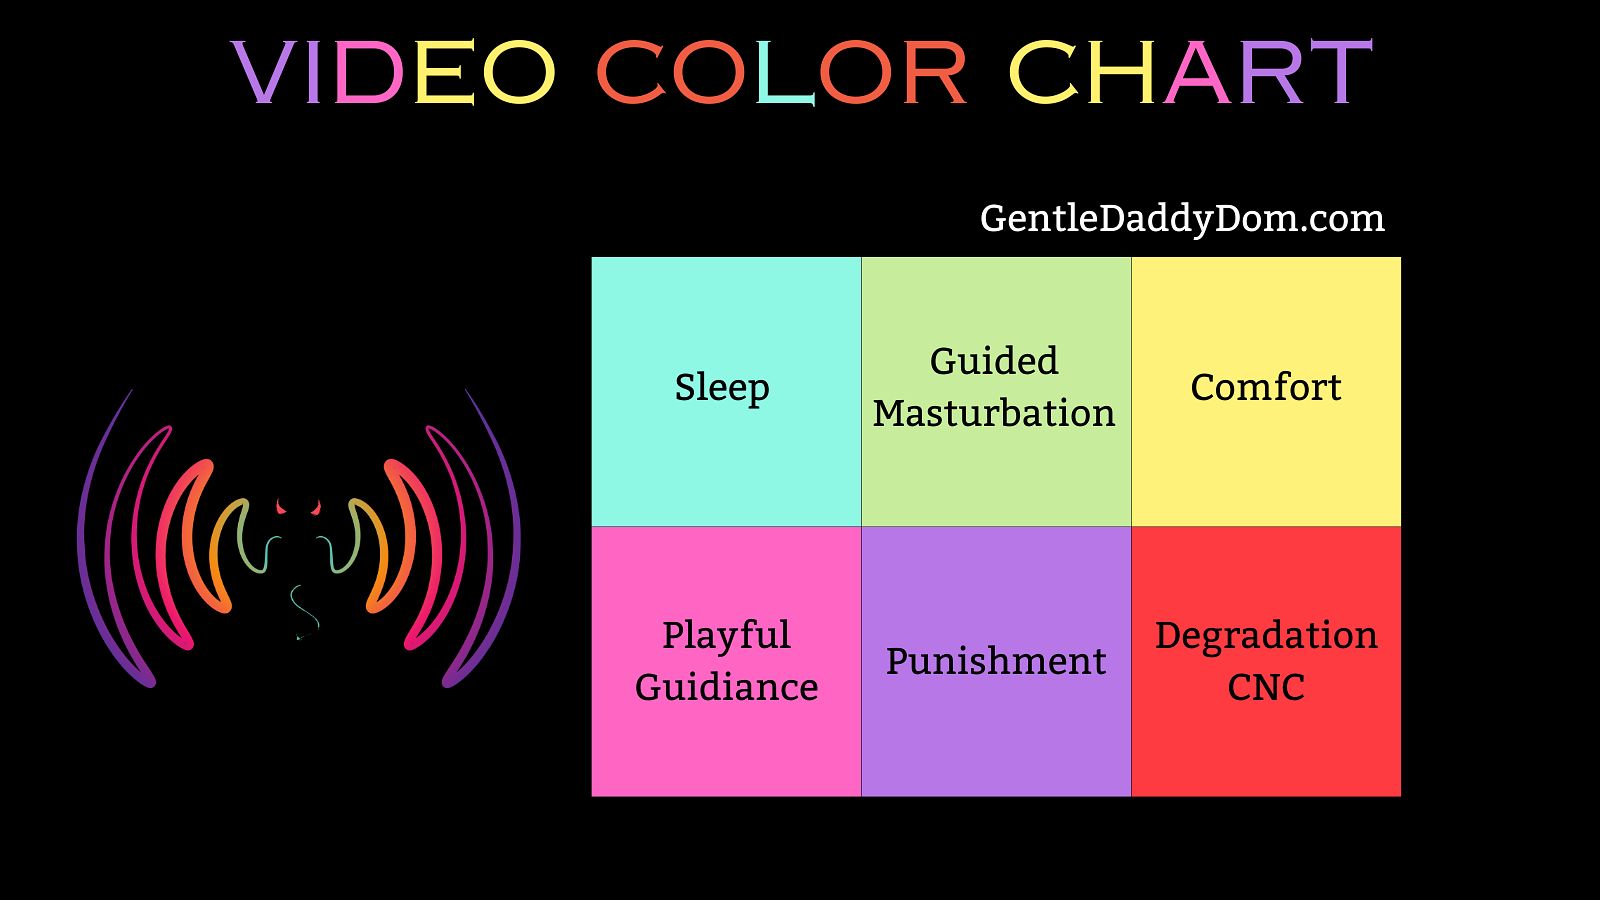 VIDEO COLOR CHART
GentleDaddyDom.com
Sleep
Guided
Masturbation
Comfort
Playful
Guidiance
Punishment
Degradation
CNC